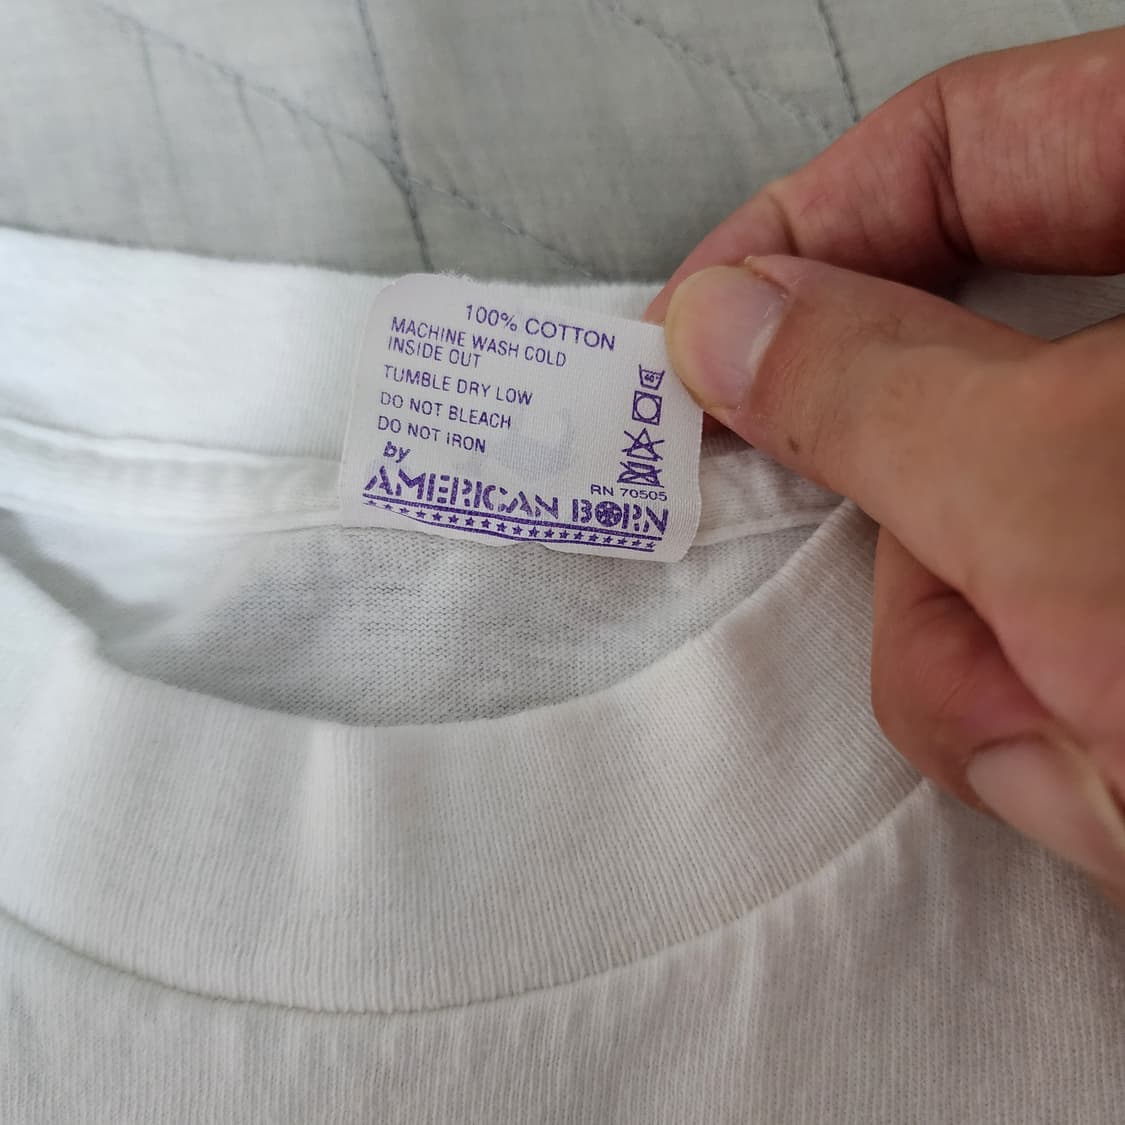 100% COTTON
MACHINE WASH COLD
INSIDE OUT
TUMBLE DRY LOW
DO NOT BLEACH
DO NOT IRON
by
RN 70505
AMERICAN BORN